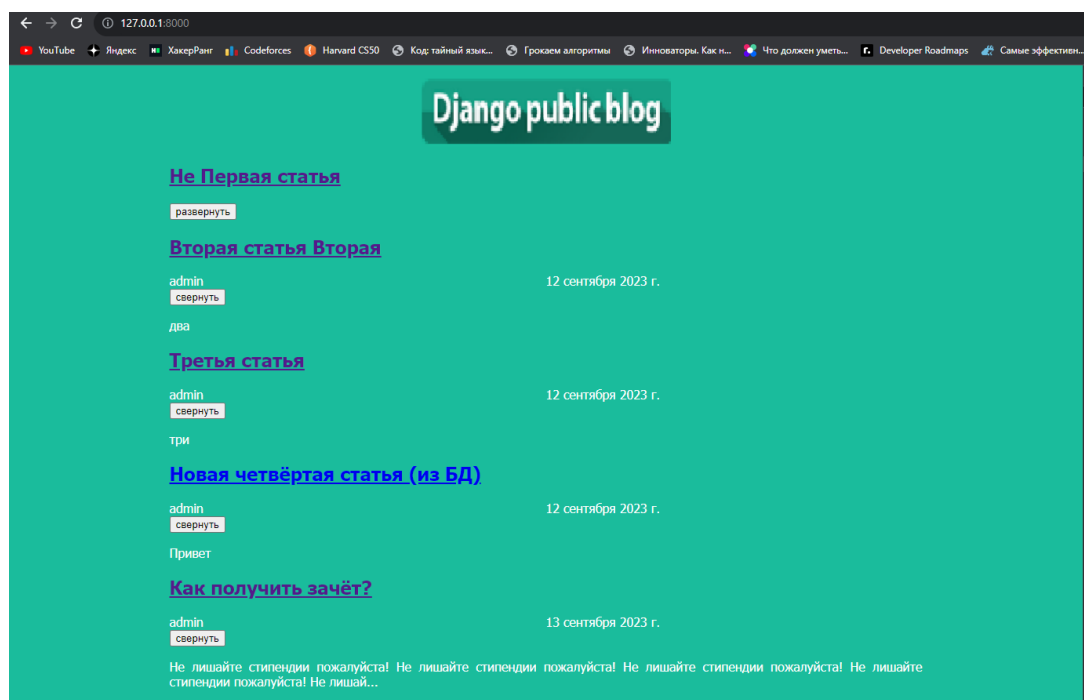 127.0.0.1:8000
YouTube Яндекс ХакерРанг Codeforces Harvard CS50 Код: тайный язык... Грокаем алгоритмы Инноваторы. Как н... Что должен уметь... Developer Roadmaps Самые эффективн...
Django public blog
Не Первая статья
развернуть
Вторая статья Вторая
admin 12 сентября 2023 г.
свернуть
два
Третья статья
admin 12 сентября 2023 г.
свернуть
три
Новая четвёртая статья (из БД)
admin 12 сентября 2023 г.
свернуть
Привет
Как получить зачёт?
admin 13 сентября 2023 г.
свернуть
Не лишайте стипендии пожалуйста! Не лишайте стипендии пожалуйста! Не лишайте стипендии пожалуйста! Не лишайте
стипендии пожалуйста! Не лишай...